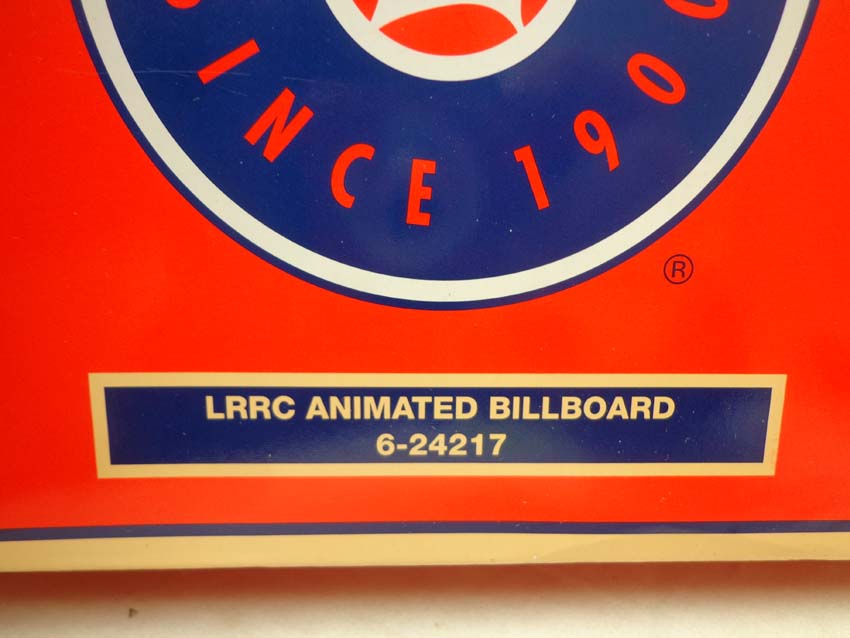 SINCE 1900
®
LRRC ANIMATED BILLBOARD
6-24217